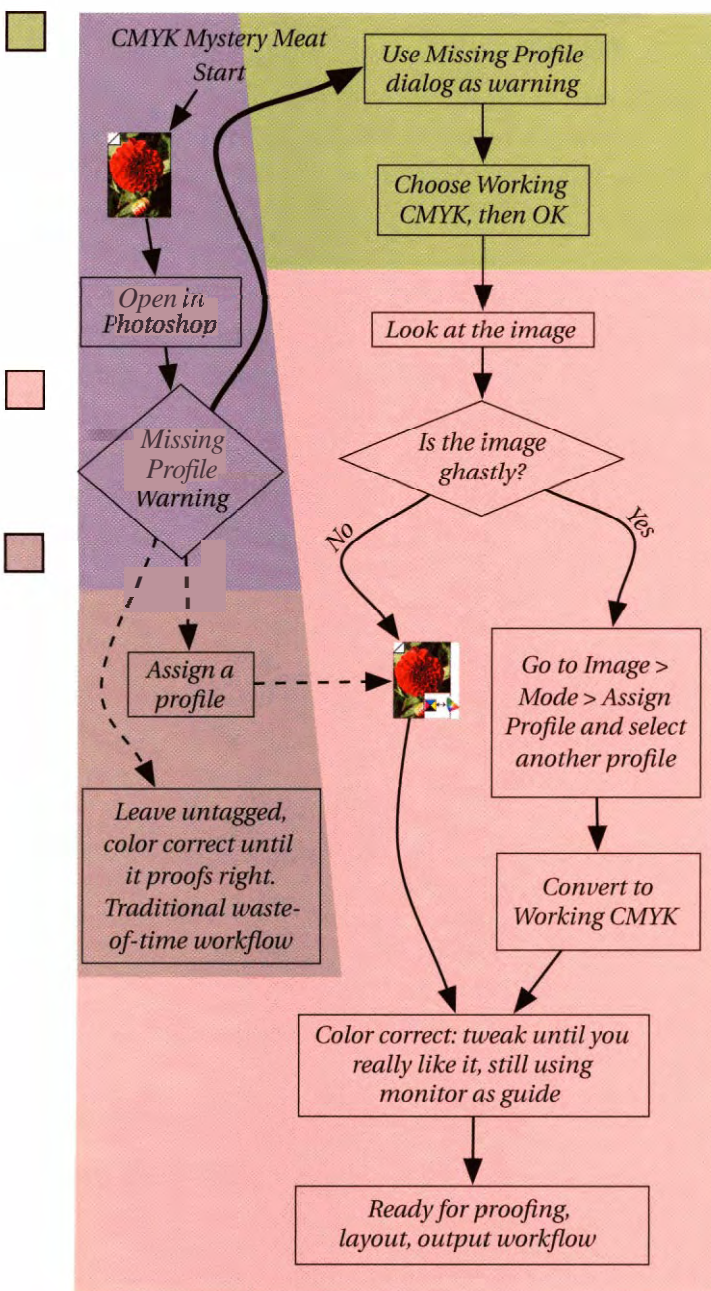 CMYK Mystery Meat
Start
Use Missing Profile
dialog as warning
Choose Working
CMYK, then OK
Open in
Photoshop
Look at the image
Missing
Profile
Warning
Is the image
ghastly?
No
Yes
Assign a
profile
Go to Image >
Mode > Assign
Profile and select
another profile
Leave untagged,
color correct until
it proofs right.
Traditional waste-
of-time workflow
Convert to
Working CMYK
Color correct: tweak until you
really like it, still using
monitor as guide
Ready for proofing,
layout, output workflow